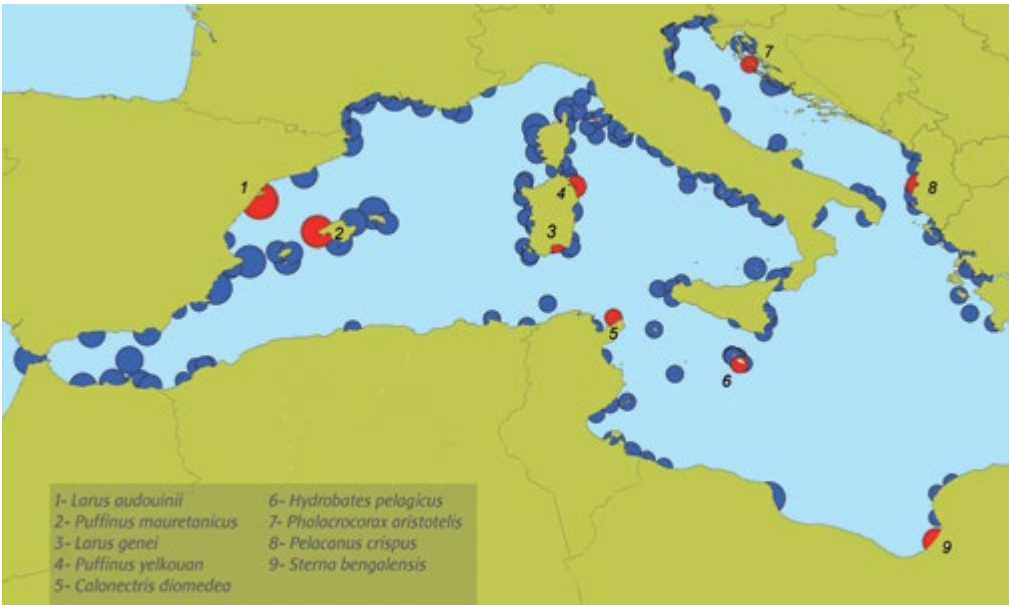 7
1
2
4
8
3
5
6
9
1- Larus audouinii
2- Puffinus mauretanicus
3- Larus genei
4- Puffinus yelkouan
5- Calonectris diomedea
6- Hydrobates pelagicus
7- Phalacrocorax aristotelis
8- Pelacanus crispus
9- Sterna bengalensis